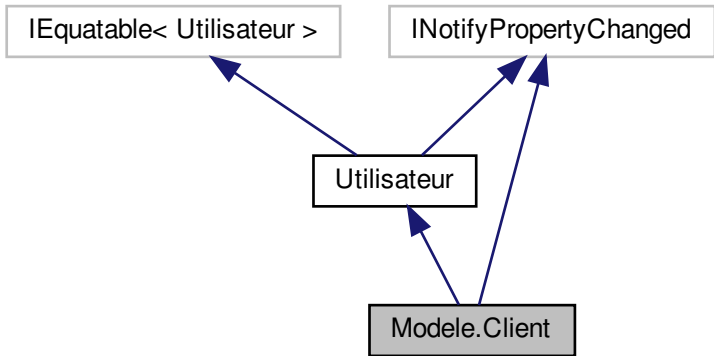 IEquatable< Utilisateur >
INotifyPropertyChanged
Utilisateur
Modele.Client